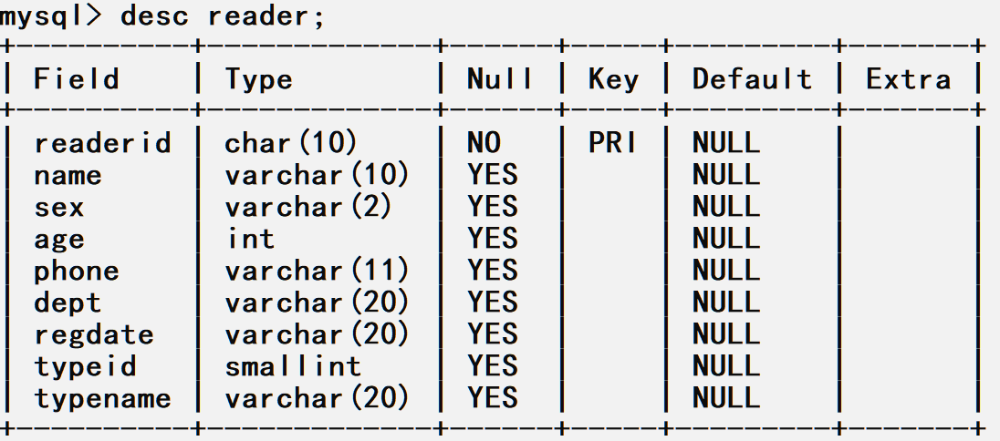 mysql> desc reader;
+-----------+--------------+------+-----+---------+-------+
| Field     | Type         | Null | Key | Default | Extra |
+-----------+--------------+------+-----+---------+-------+
| readerid  | char(10)     | NO   | PRI | NULL    |       |
| name      | varchar(10)  | YES  |     | NULL    |       |
| sex       | varchar(2)   | YES  |     | NULL    |       |
| age       | int          | YES  |     | NULL    |       |
| phone     | varchar(11)  | YES  |     | NULL    |       |
| dept      | varchar(20)  | YES  |     | NULL    |       |
| regdate   | varchar(20)  | YES  |     | NULL    |       |
| typeid    | smallint     | YES  |     | NULL    |       |
| typename  | varchar(20)  | YES  |     | NULL    |       |
+-----------+--------------+------+-----+---------+-------+